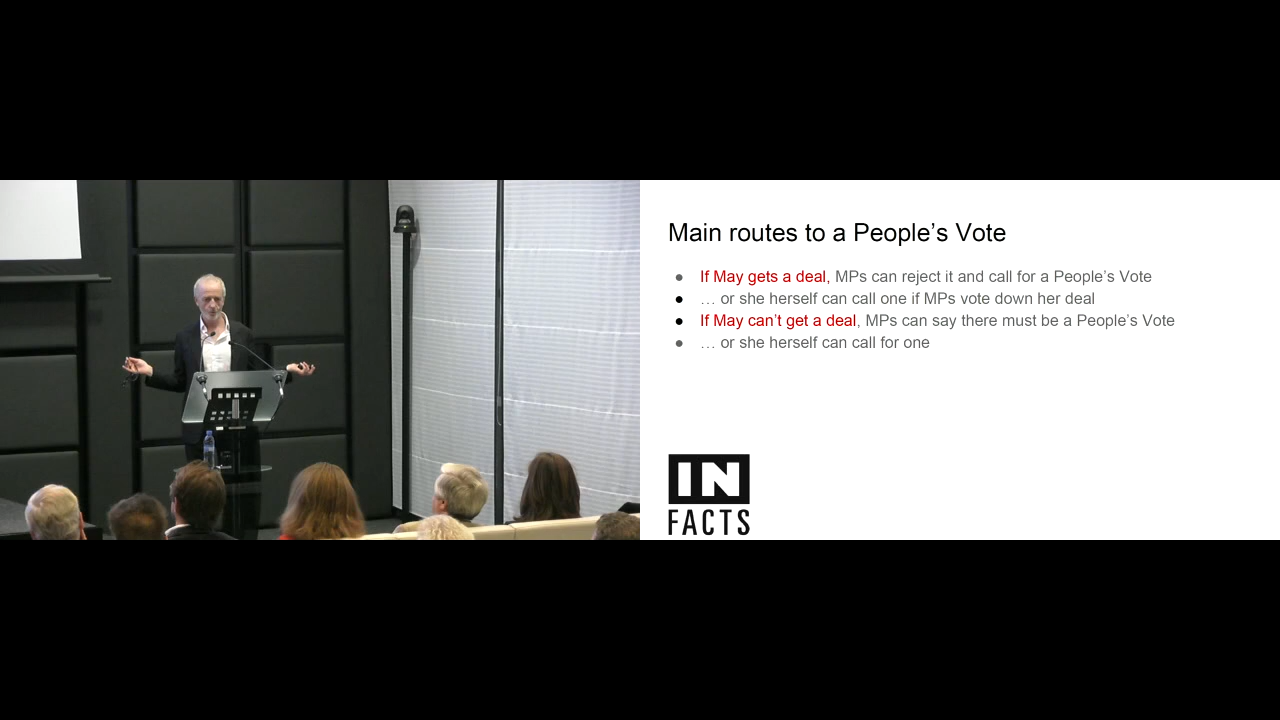 Main routes to a People’s Vote
● If May gets a deal, MPs can reject it and call for a People’s Vote
● … or she herself can call one if MPs vote down her deal
● If May can’t get a deal, MPs can say there must be a People’s Vote
● … or she herself can call for one
IN
FACTS